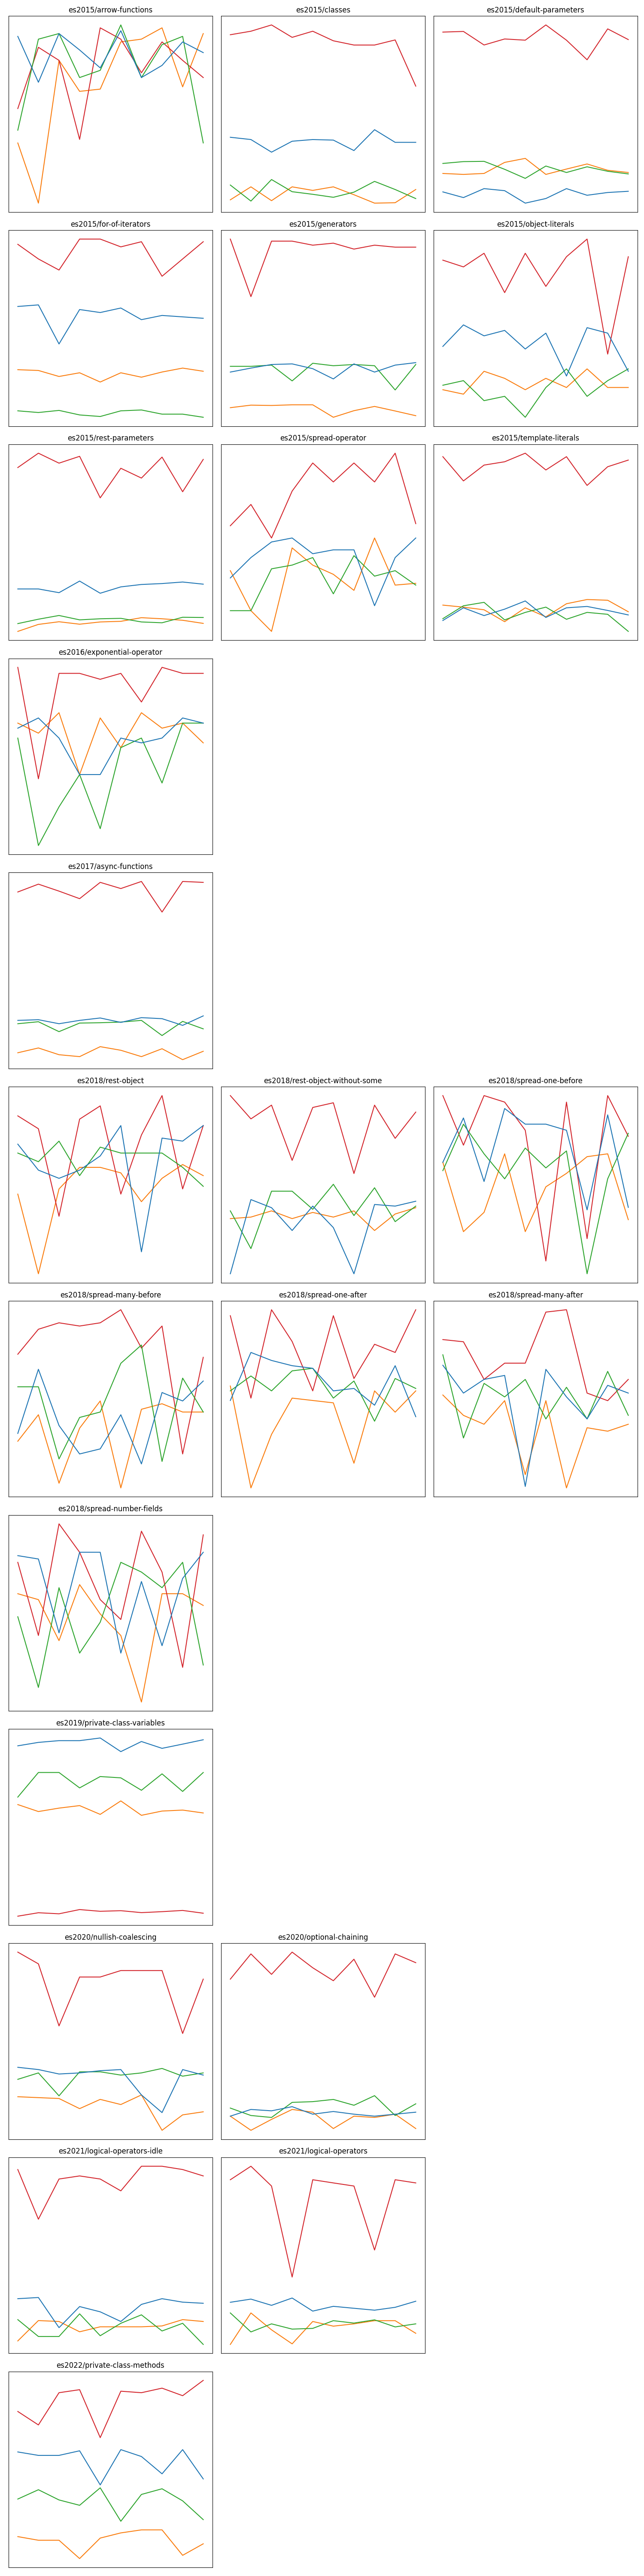 es2015/arrow-functions
es2015/classes
es2015/default-parameters
es2015/for-of-iterators
es2015/generators
es2015/object-literals
es2015/rest-parameters
es2015/spread-operator
es2015/template-literals
es2016/exponential-operator
es2017/async-functions
es2018/rest-object
es2018/rest-object-without-some
es2018/spread-one-before
es2018/spread-many-before
es2018/spread-one-after
es2018/spread-many-after
es2018/spread-number-fields
es2019/private-class-variables
es2020/nullish-coalescing
es2020/optional-chaining
es2021/logical-operators-idle
es2021/logical-operators
es2022/private-class-methods